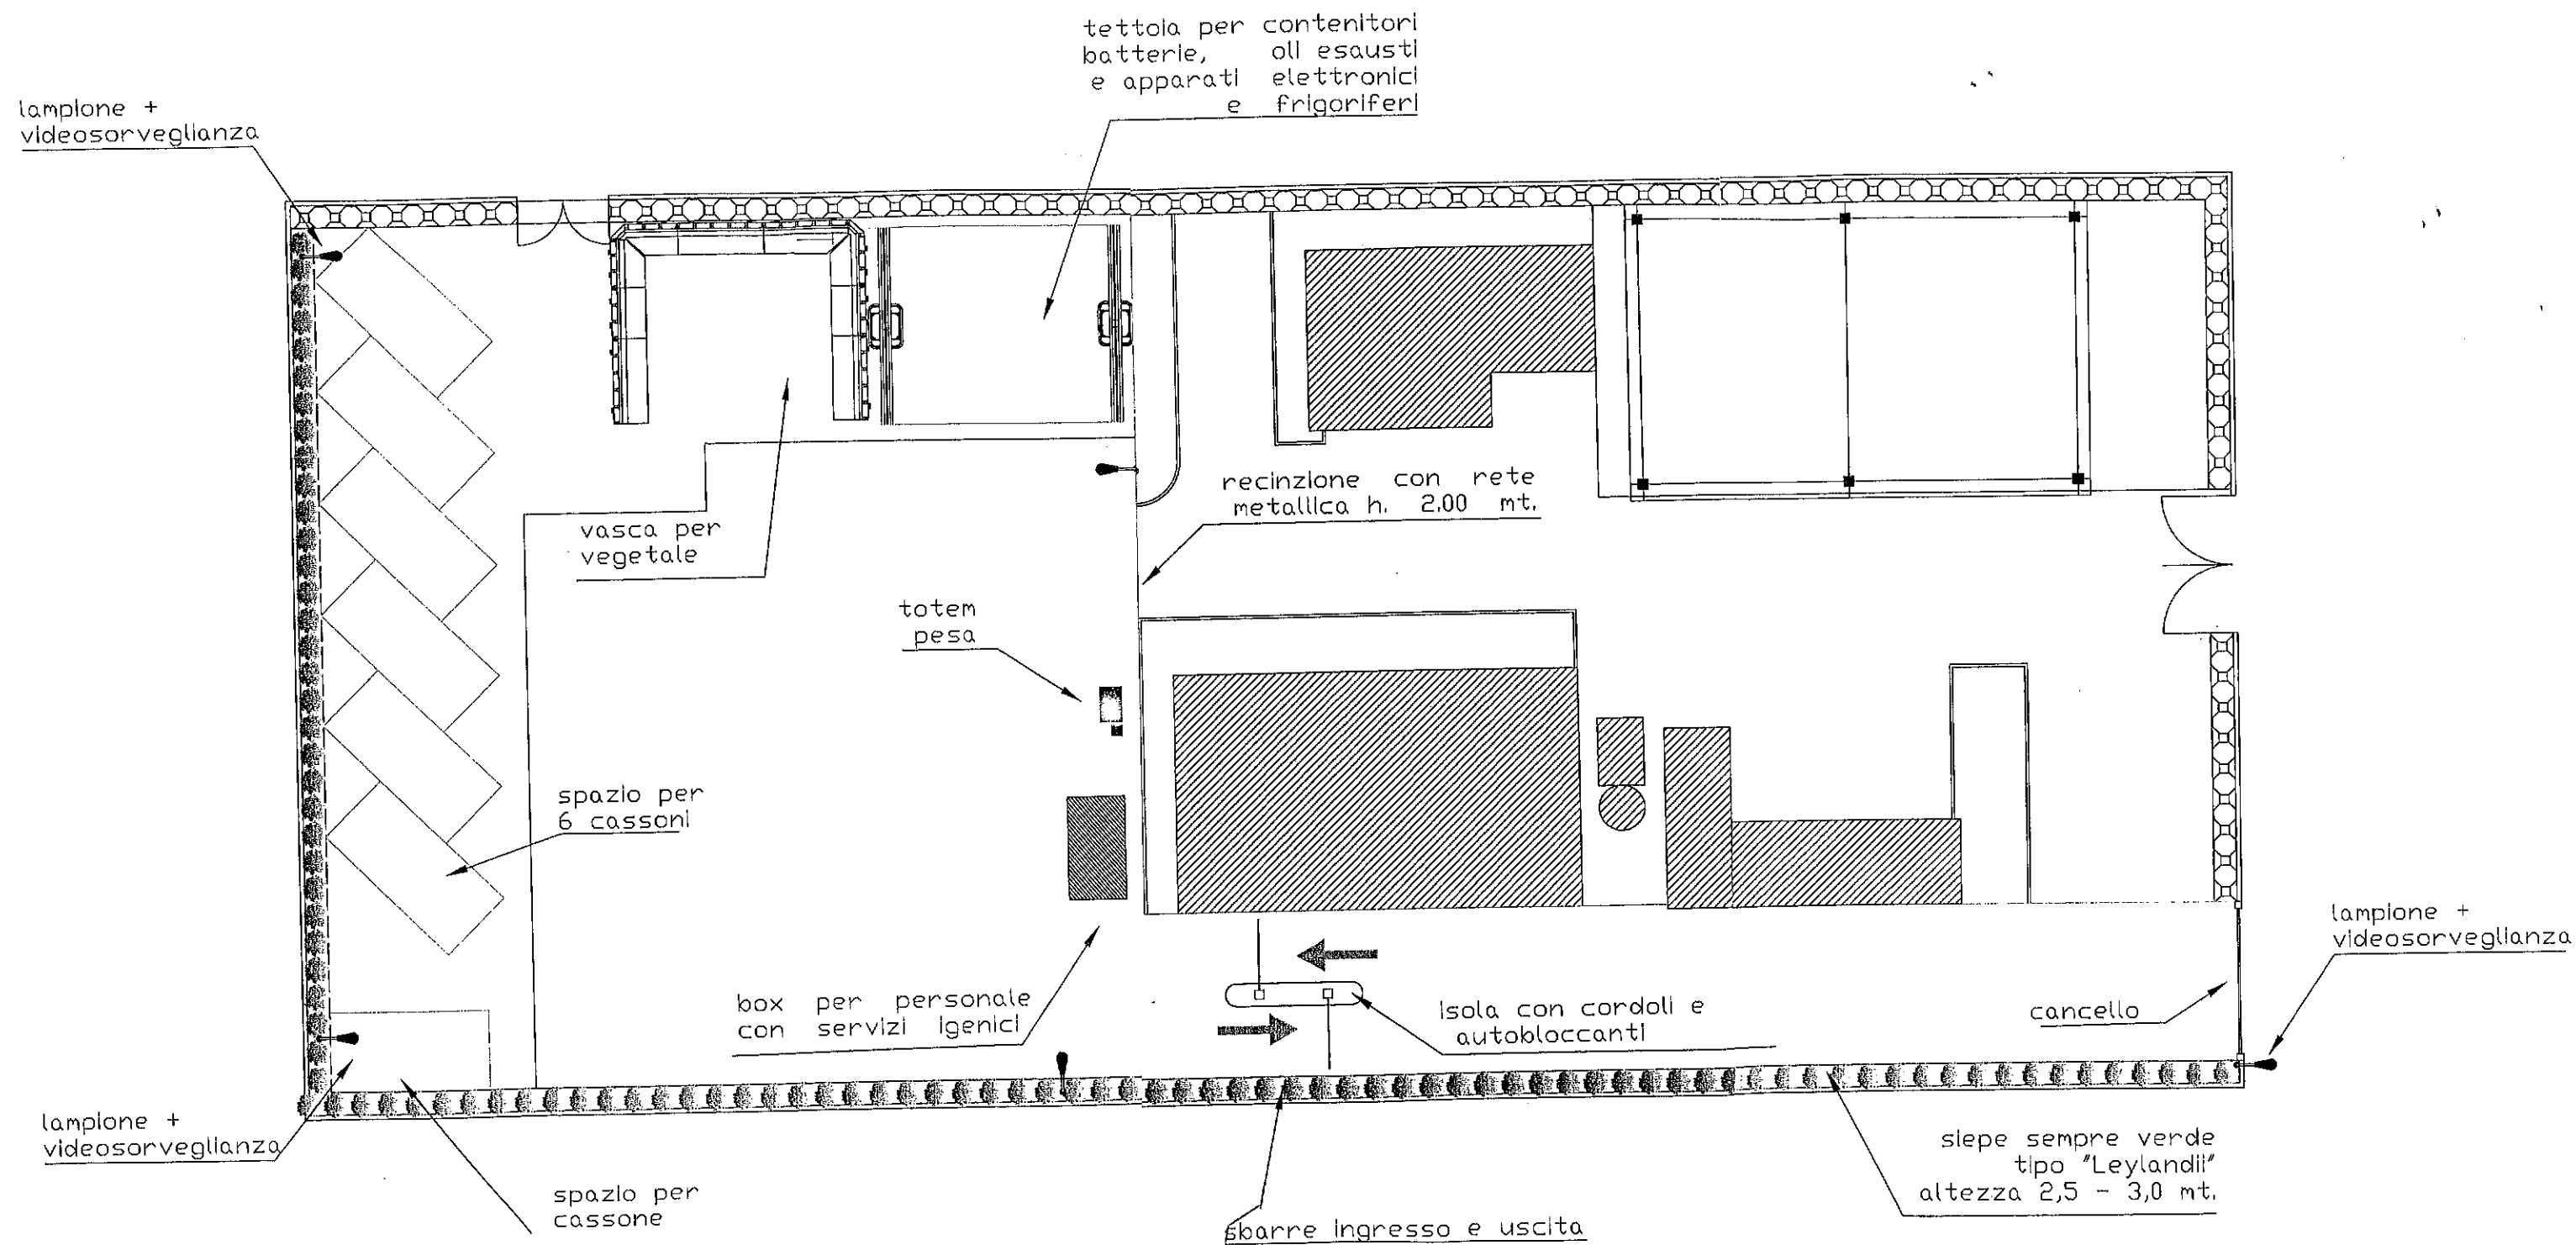 tettoia per contenitori
batterie, oli esausti
e apparati elettronici
e frigoriferi
lampione +
videosorveglianza
recinzione con rete
metallica h. 2.00 mt.
vasca per
vegetale
totem
pesa
spazio per
6 cassoni
lampione +
videosorveglianza
box per personale
con servizi igenici
isola con cordoli e
autobloccanti
cancello
lampione +
videosorveglianza
siepe sempre verde
tipo "Leylandii"
altezza 2,5 - 3,0 mt.
spazio per
cassone
sbarre ingresso e uscita